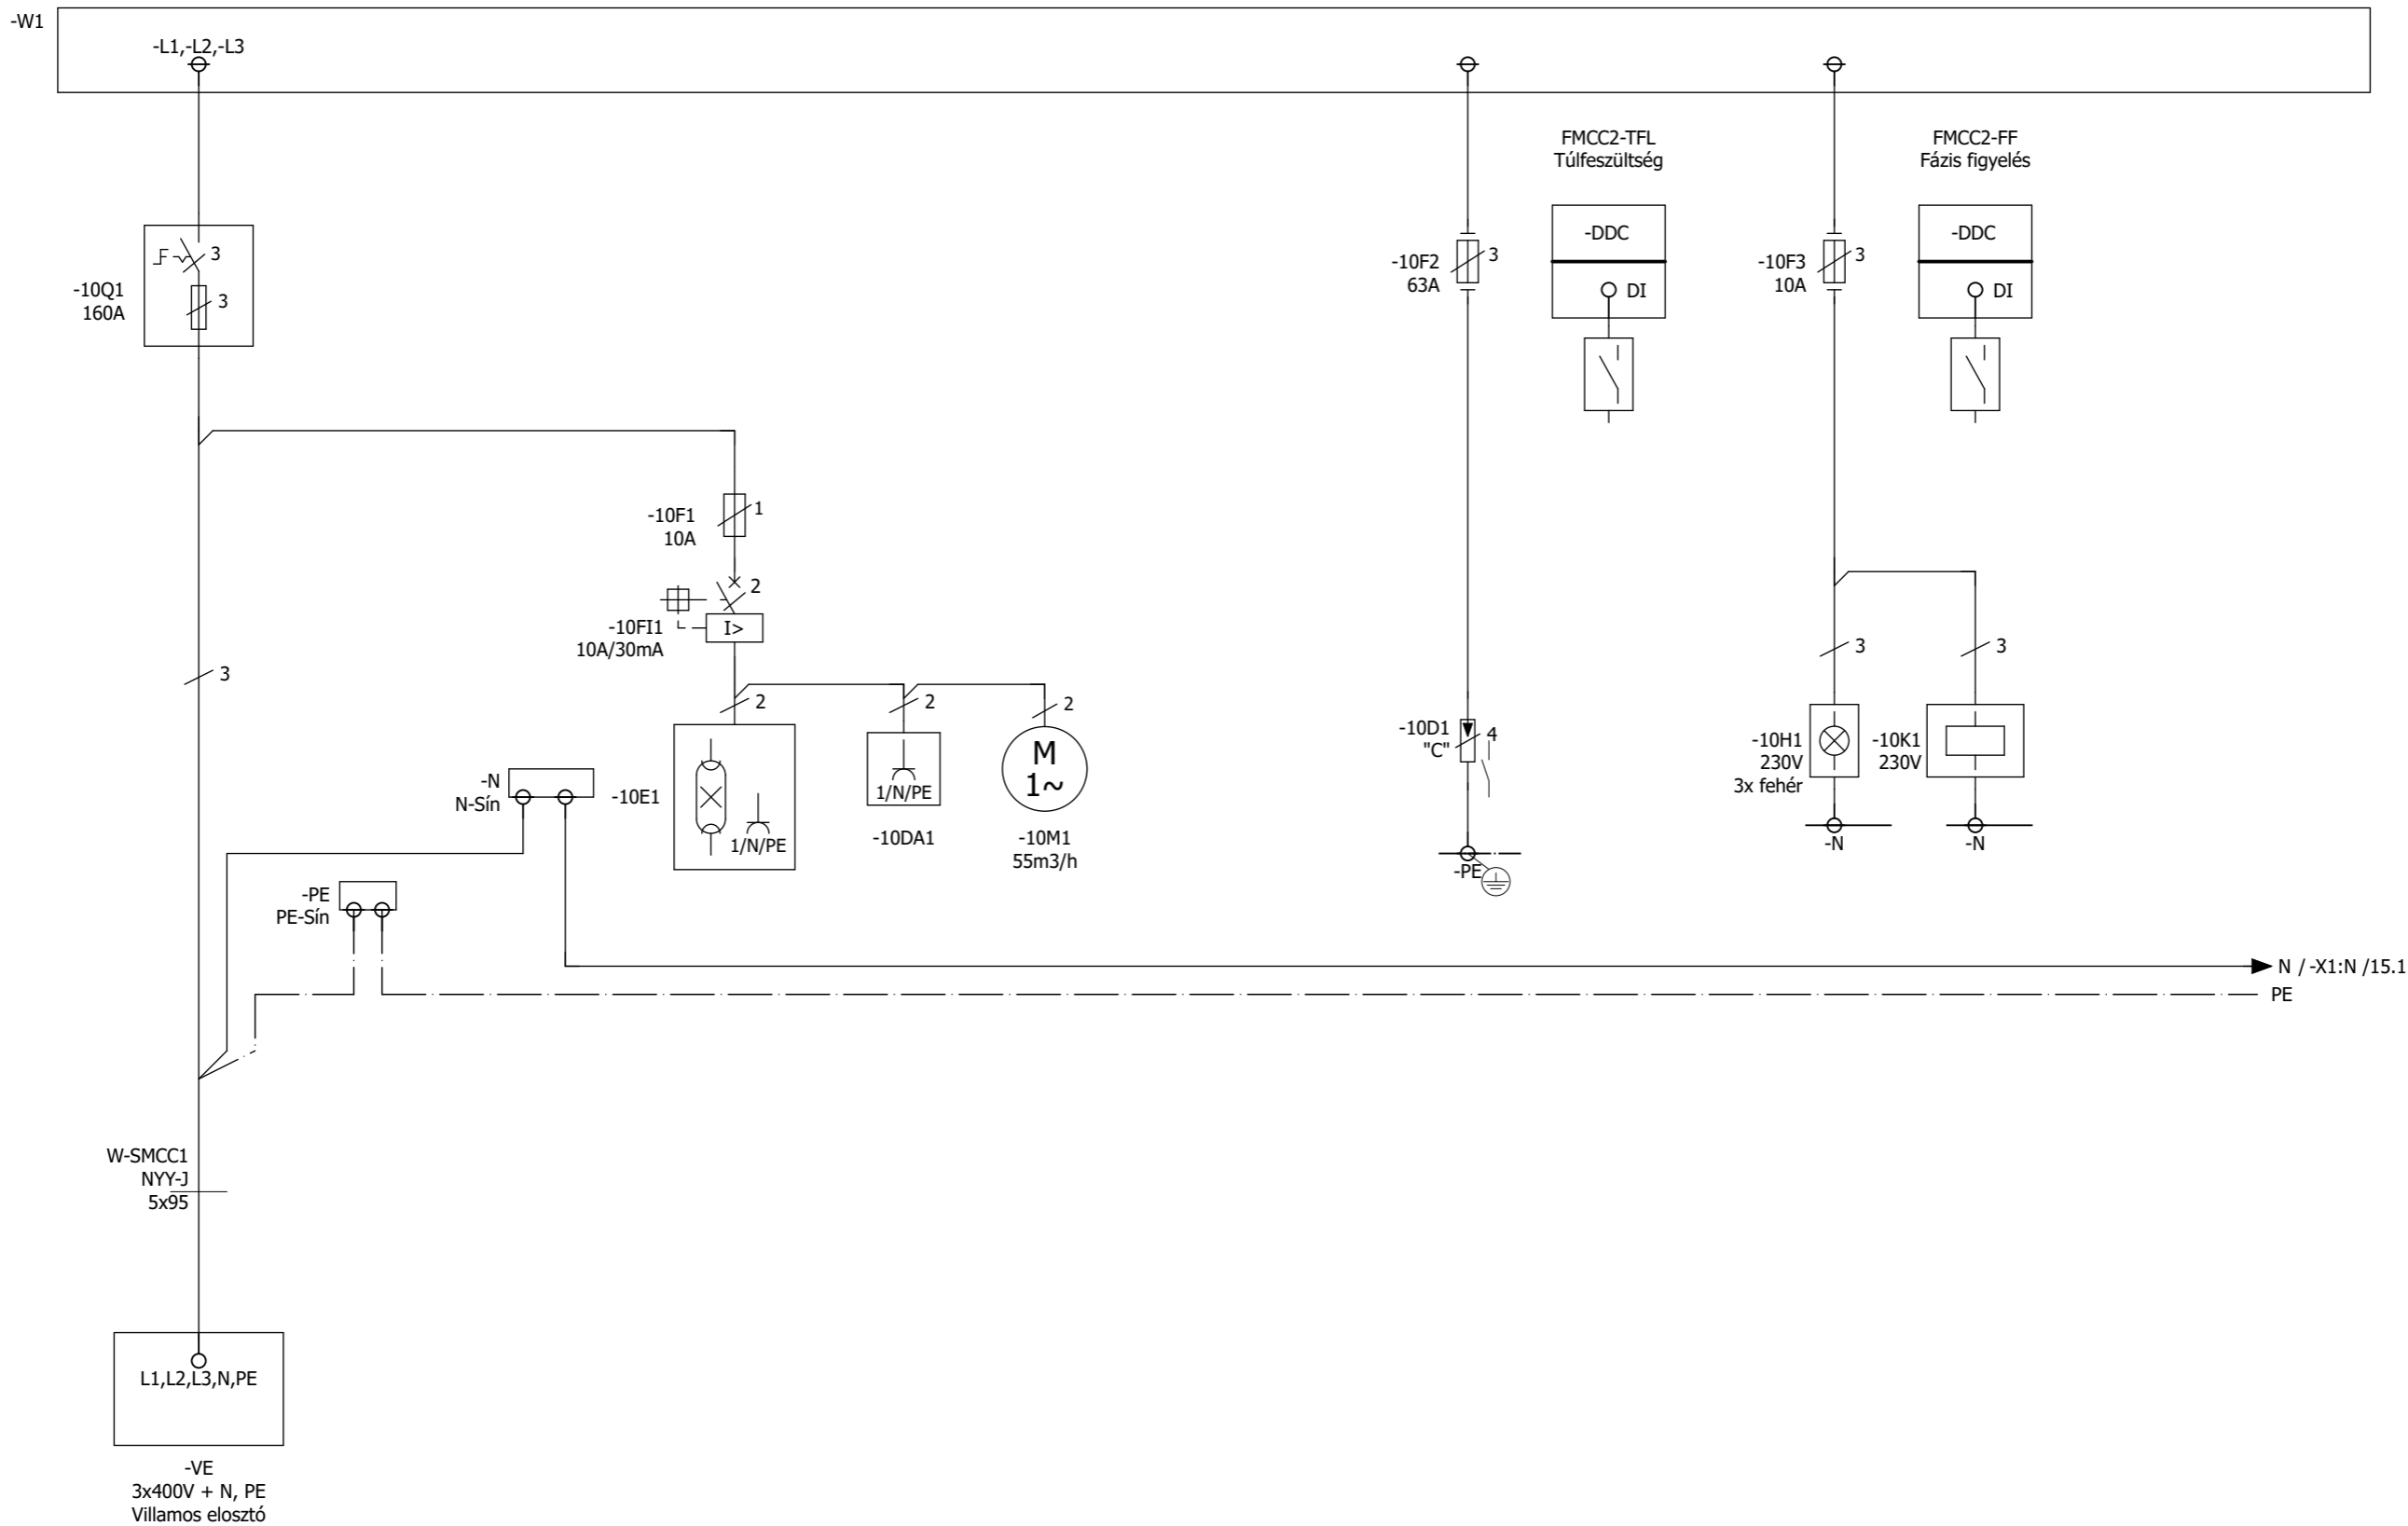 -W1
-L1,-L2,-L3
FMCC2-TFL
Túlfeszültség
FMCC2-FF
Fázis figyelés
-10Q1
160A
3
3
-10F2
63A
3
-DDC
DI
-10F3
10A
3
-DDC
DI
-10F1
10A
1
2
-10FI1
10A/30mA
I>
3
2
2
2
3
3
-N
N-Sín
-10E1
1/N/PE
1/N/PE
-10DA1
M
1~
-10M1
55m3/h
-10D1
"C"
4
-PE
-10H1
230V
3x fehér
-N
-10K1
230V
-N
-PE
PE-Sín
N / -X1:N /15.1
PE
W-SMCC1
NYY-J
5x95
L1,L2,L3,N,PE
-VE
3x400V + N, PE
Villamos elosztó